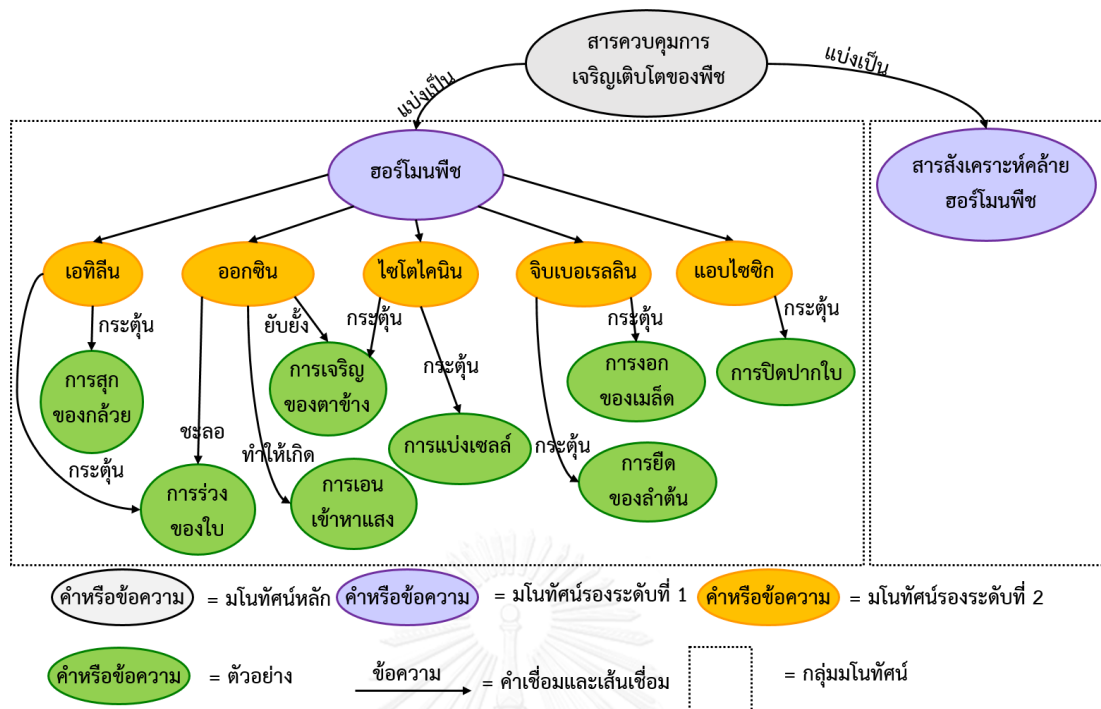 สารควบคุมการ
เจริญเติบโตของพืช
แบ่งเป็น
แบ่งเป็น
ฮอร์โมนพืช
สารสังเคราะห์คล้าย
ฮอร์โมนพืช
เอทิลีน
ออกซิน
ไซโตไคนิน
จิบเบอเรลลิน
แอบไซซิก
กระตุ้น
ยับยั้ง
กระตุ้น
กระตุ้น
กระตุ้น
กระตุ้น
การสุก
ของกล้วย
การเจริญ
ของตาข้าง
การงอก
ของเมล็ด
การปิดปากใบ
ชะลอ
ทำให้เกิด
การแบ่งเซลล์
กระตุ้น
กระตุ้น
การร่วง
ของใบ
การเอน
เข้าหาแสง
การยืด
ของลำต้น
คำหรือข้อความ = มโนทัศน์หลัก
คำหรือข้อความ = มโนทัศน์รองระดับที่ 1
คำหรือข้อความ = มโนทัศน์รองระดับที่ 2
คำหรือข้อความ = ตัวอย่าง
ข้อความ = คำเชื่อมและเส้นเชื่อม
= กลุ่มมโนทัศน์